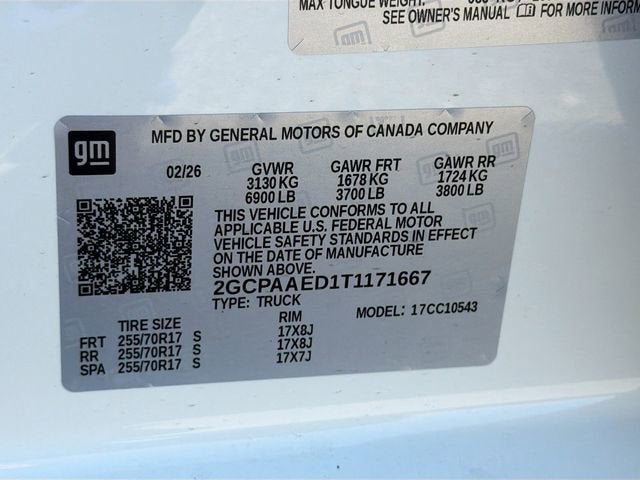 MAX TONGUE WEIGHT:
SEE OWNER'S MANUAL FOR MORE INFORM
gm
gm
MFD BY GENERAL MOTORS OF CANADA COMPANY
02/26 GVWR GAWR FRT GAWR RR
3130 KG 1678 KG 1724 KG
6900 LB 3700 LB 3800 LB
THIS VEHICLE CONFORMS TO ALL
APPLICABLE U.S. FEDERAL MOTOR
VEHICLE SAFETY STANDARDS IN EFFECT
ON THE DATE OF MANUFACTURE
SHOWN ABOVE.
2GCPAAED1T1171667
TYPE: TRUCK MODEL: 17CC10543
TIRE SIZE RIM
FRT 255/70R17 S 17X8J
RR 255/70R17 S 17X8J
SPA 255/70R17 S 17X7J